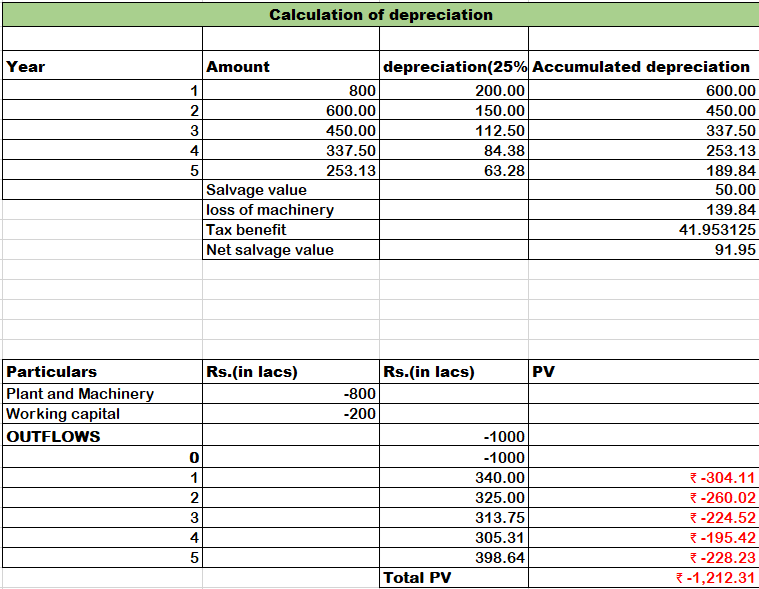 Calculation of depreciation
Year Amount depreciation(25% Accumulated depreciation
1 800 200.00 600.00
2 600.00 150.00 450.00
3 450.00 112.50 337.50
4 337.50 84.38 253.13
5 253.13 63.28 189.84
Salvage value 50.00
loss of machinery 139.84
Tax benefit 41.953125
Net salvage value 91.95
Particulars Rs.(in lacs) Rs.(in lacs) PV
Plant and Machinery -800
Working capital -200
OUTFLOWS -1000
0 -1000
1 340.00 ₹ -304.11
2 325.00 ₹ -260.02
3 313.75 ₹ -224.52
4 305.31 ₹ -195.42
5 398.64 ₹ -228.23
Total PV ₹ -1,212.31